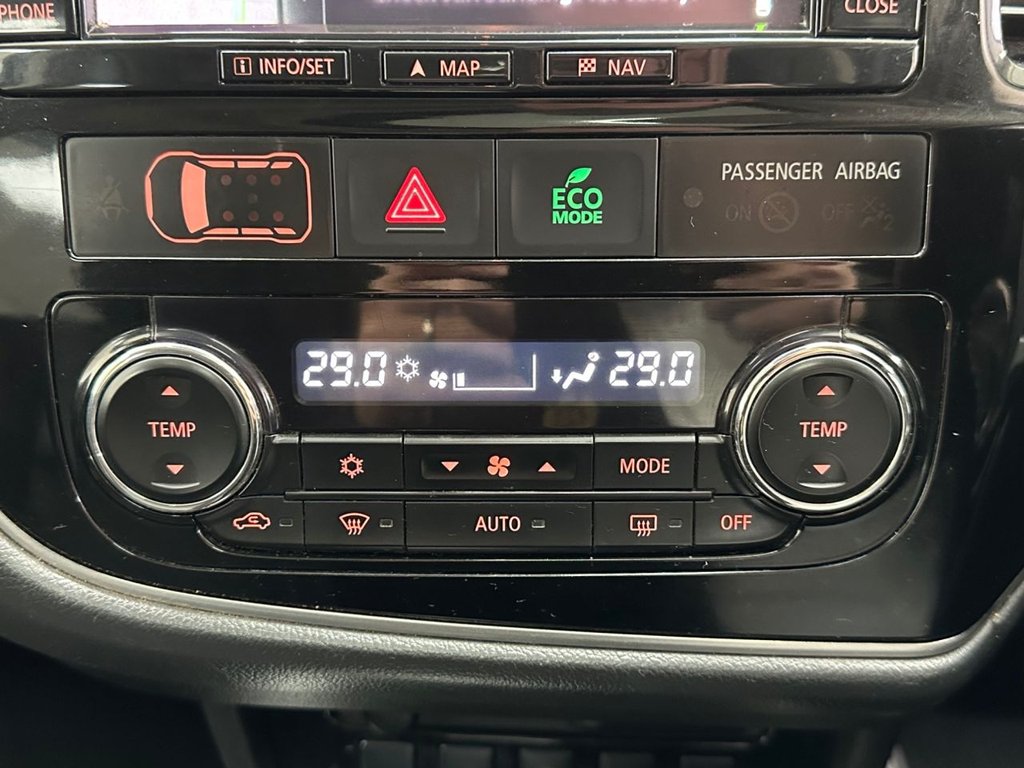 PHONE
CLOSE
i INFO/SET
MAP
NAV
ECO
MODE
PASSENGER AIRBAG
ON
OFF
2
29.0
29.0
TEMP
TEMP
MODE
AUTO
OFF